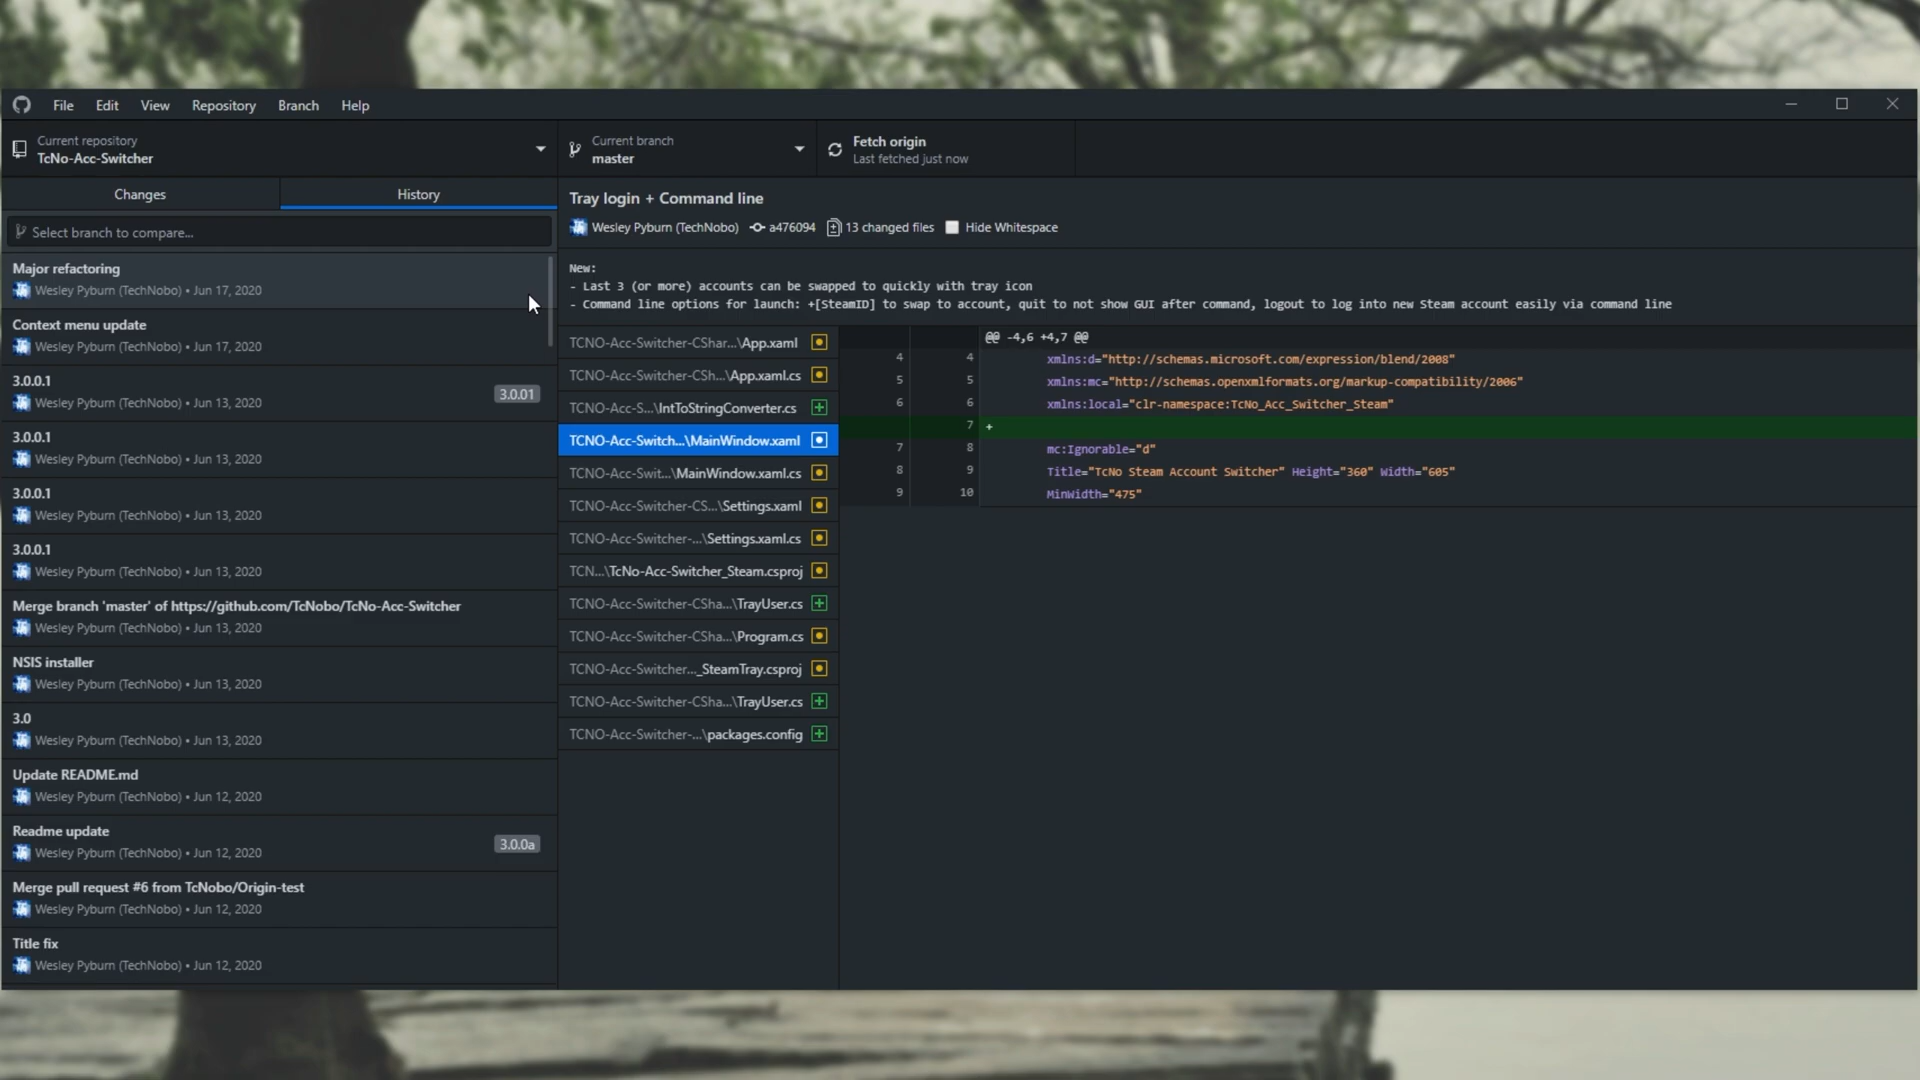 File Edit View Repository Branch Help
Current repository
TcNo-Acc-Switcher
Current branch
master
Fetch origin
Last fetched just now
Changes
History
Select branch to compare...
Major refactoring
Wesley Pyburn (TechNobo) • Jun 17, 2020
Context menu update
Wesley Pyburn (TechNobo) • Jun 17, 2020
3.0.0.1
Wesley Pyburn (TechNobo) • Jun 13, 2020
3.0.01
3.0.0.1
Wesley Pyburn (TechNobo) • Jun 13, 2020
3.0.0.1
Wesley Pyburn (TechNobo) • Jun 13, 2020
3.0.0.1
Wesley Pyburn (TechNobo) • Jun 13, 2020
Merge branch 'master' of https://github.com/TcNobo/TcNo-Acc-Switcher
Wesley Pyburn (TechNobo) • Jun 13, 2020
NSIS installer
Wesley Pyburn (TechNobo) • Jun 13, 2020
3.0
Wesley Pyburn (TechNobo) • Jun 13, 2020
Update README.md
Wesley Pyburn (TechNobo) • Jun 12, 2020
Readme update
Wesley Pyburn (TechNobo) • Jun 12, 2020
3.0.0a
Merge pull request #6 from TcNobo/Origin-test
Wesley Pyburn (TechNobo) • Jun 12, 2020
Title fix
Wesley Pyburn (TechNobo) • Jun 12, 2020
Tray login + Command line
Wesley Pyburn (TechNobo) a476094 13 changed files Hide Whitespace
New:
- Last 3 (or more) accounts can be swapped to quickly with tray icon
- Command line options for launch: +[SteamID] to swap to account, quit to not show GUI after command, logout to log into new Steam account easily via command line
TCNO-Acc-Switcher-CShar...\App.xaml
TCNO-Acc-Switcher-CSh...\App.xaml.cs
TCNO-Acc-S...\IntToStringConverter.cs
TCNO-Acc-Switch...\MainWindow.xaml
TCNO-Acc-Swit...\MainWindow.xaml.cs
TCNO-Acc-Switcher-CS...\Settings.xaml
TCNO-Acc-Switcher-...\Settings.xaml.cs
TCN...\TcNo-Acc-Switcher_Steam.csproj
TCNO-Acc-Switcher-CSha...\TrayUser.cs
TCNO-Acc-Switcher-CSha...\Program.cs
TCNO-Acc-Switcher..._SteamTray.csproj
TCNO-Acc-Switcher-CSha...\TrayUser.cs
TCNO-Acc-Switcher-...\packages.config
@@ -4,6 +4,7 @@
4 4 xmlns:d="http://schemas.microsoft.com/expression/blend/2008"
5 5 xmlns:mc="http://schemas.openxmlformats.org/markup-compatibility/2006"
6 6 xmlns:local="clr-namespace:TcNo_Acc_Switcher_Steam"
7 +
7 8 mc:Ignorable="d"
8 9 Title="TcNo Steam Account Switcher" Height="360" Width="605"
9 10 MinWidth="475"